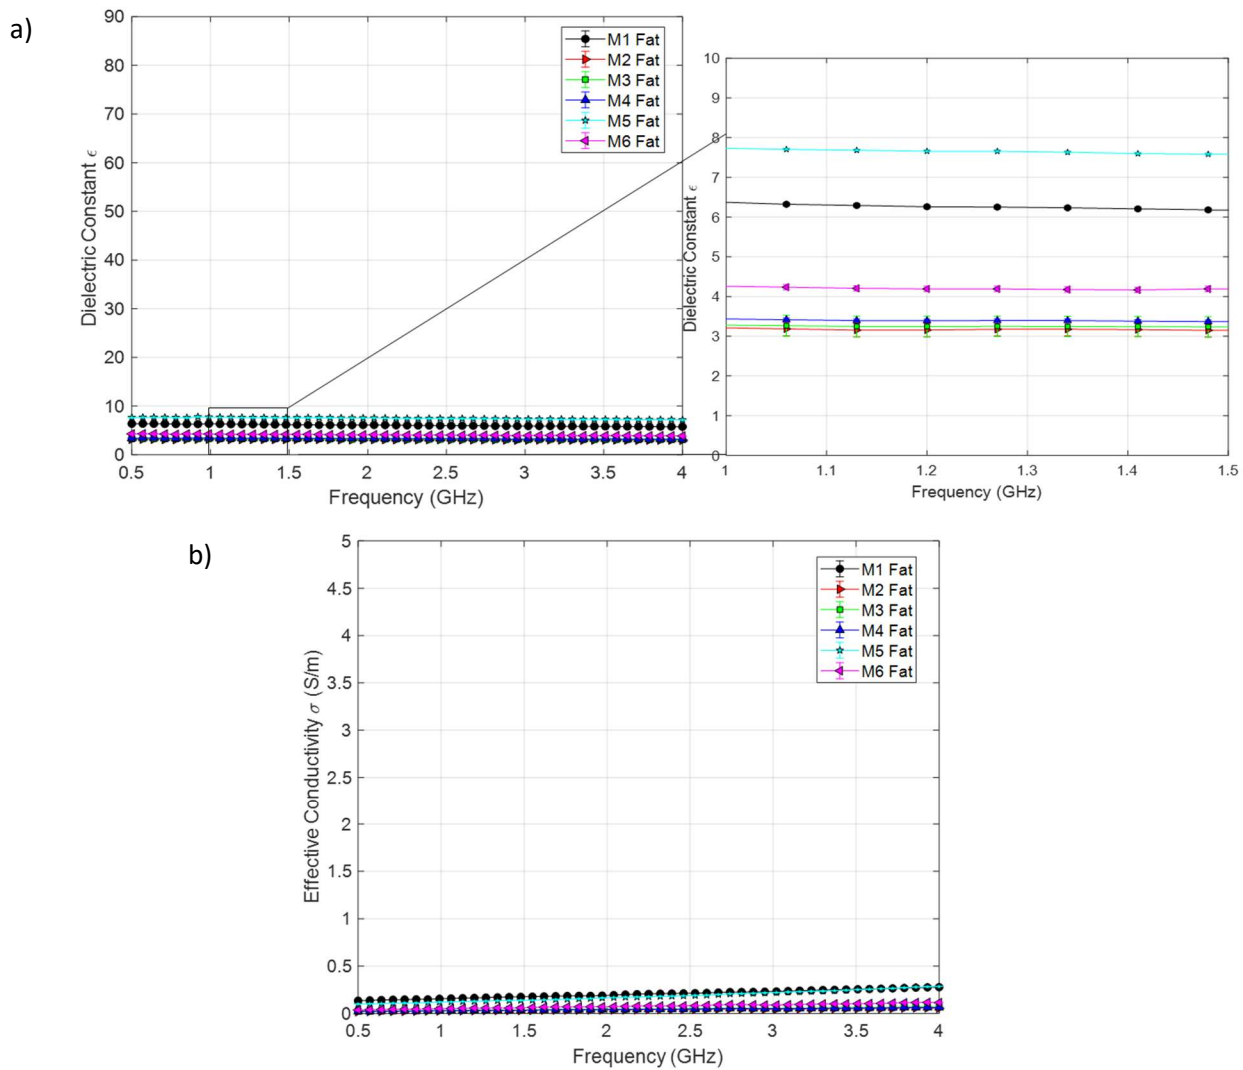 a)
90
80
70
60
50
40
30
20
10
0
Dielectric Constant ϵ
0.5 1 1.5 2 2.5 3 3.5 4
Frequency (GHz)
M1 Fat
M2 Fat
M3 Fat
M4 Fat
M5 Fat
M6 Fat
10
9
8
7
6
5
4
3
2
1
0
Dielectric Constant ϵ
1 1.1 1.2 1.3 1.4 1.5
Frequency (GHz)
b)
5
4.5
4
3.5
3
2.5
2
1.5
1
0.5
0
Effective Conductivity σ (S/m)
0.5 1 1.5 2 2.5 3 3.5 4
Frequency (GHz)
M1 Fat
M2 Fat
M3 Fat
M4 Fat
M5 Fat
M6 Fat